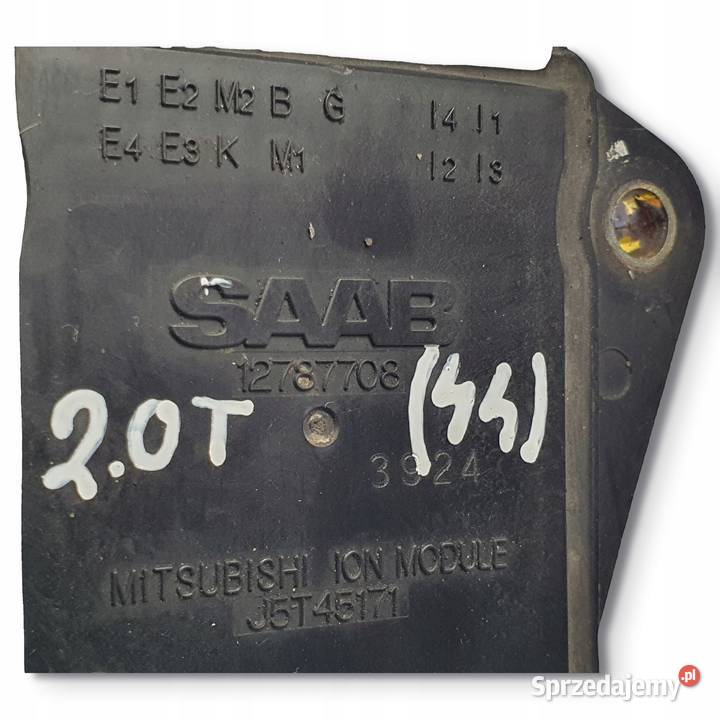 E1 E2 M2 B G I4 I1
E4 E3 K M1 I2 I3
SAAB
12787708
2.0T (44)
3924
MITSUBISHI ION MODULE
J5T45171
Sprzedajemy.pl